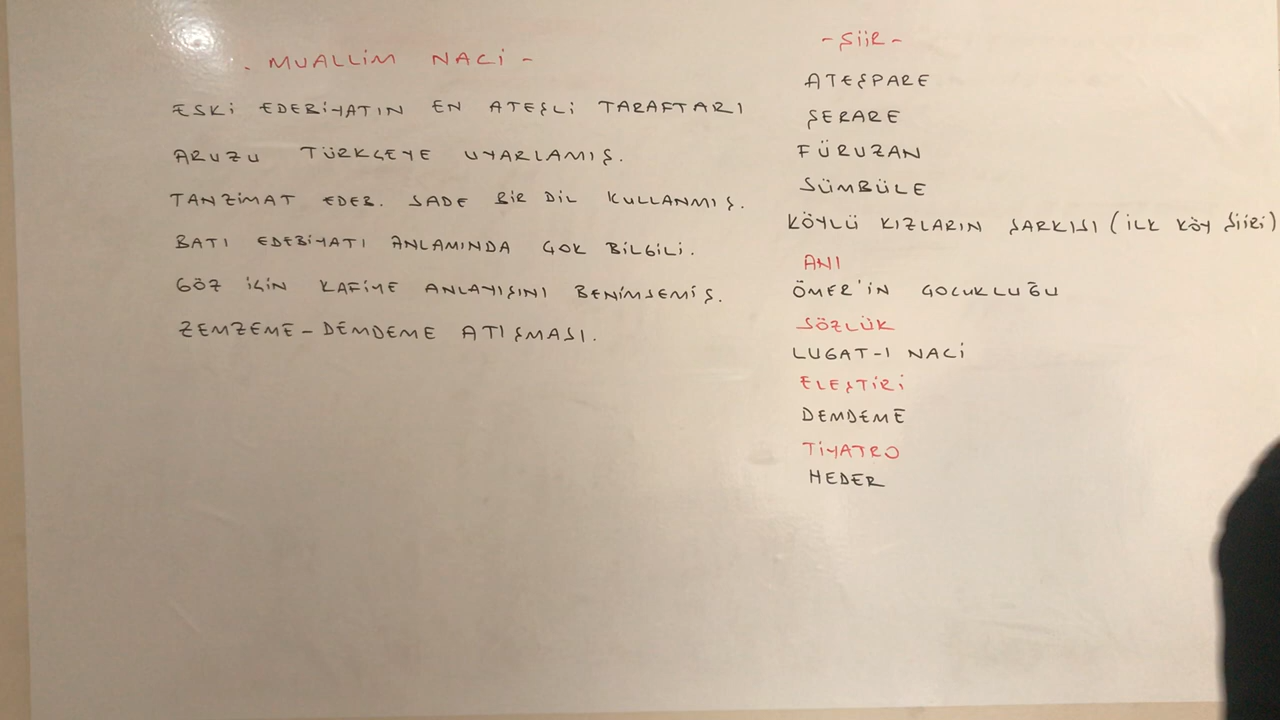 - MUALLİM NACİ -
ESKİ EDEBİYATIN EN ATEŞLİ TARAFTARI
ARUZU TÜRKÇEYE UYARLAMIŞ.
TANZİMAT EDEB. SADE BİR DİL KULLANMIŞ.
BATI EDEBİYATI ANLAMINDA ÇOK BİLGİLİ.
GÖZ İÇİN KAFİYE ANLAYIŞINI BENİMSEMİŞ.
ZEMZEME - DEMDEME ATIŞMASI.
- ŞİİR -
ATEŞPARE
ŞERARE
FÜRUZAN
SÜMBÜLE
KÖYLÜ KIZLARIN ŞARKISI (İLK KÖY ŞİİRİ)
ANI
ÖMER'İN ÇOCUKLUĞU
SÖZLÜK
LUGAT-I NACİ
ELEŞTİRİ
DEMDEME
TİYATRO
HEDER